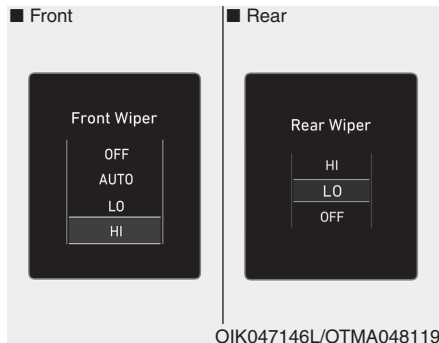 ■ Front
Front Wiper
OFF
AUTO
LO
HI
■ Rear
Rear Wiper
HI
LO
OFF
OIK047146L/OTMA048119